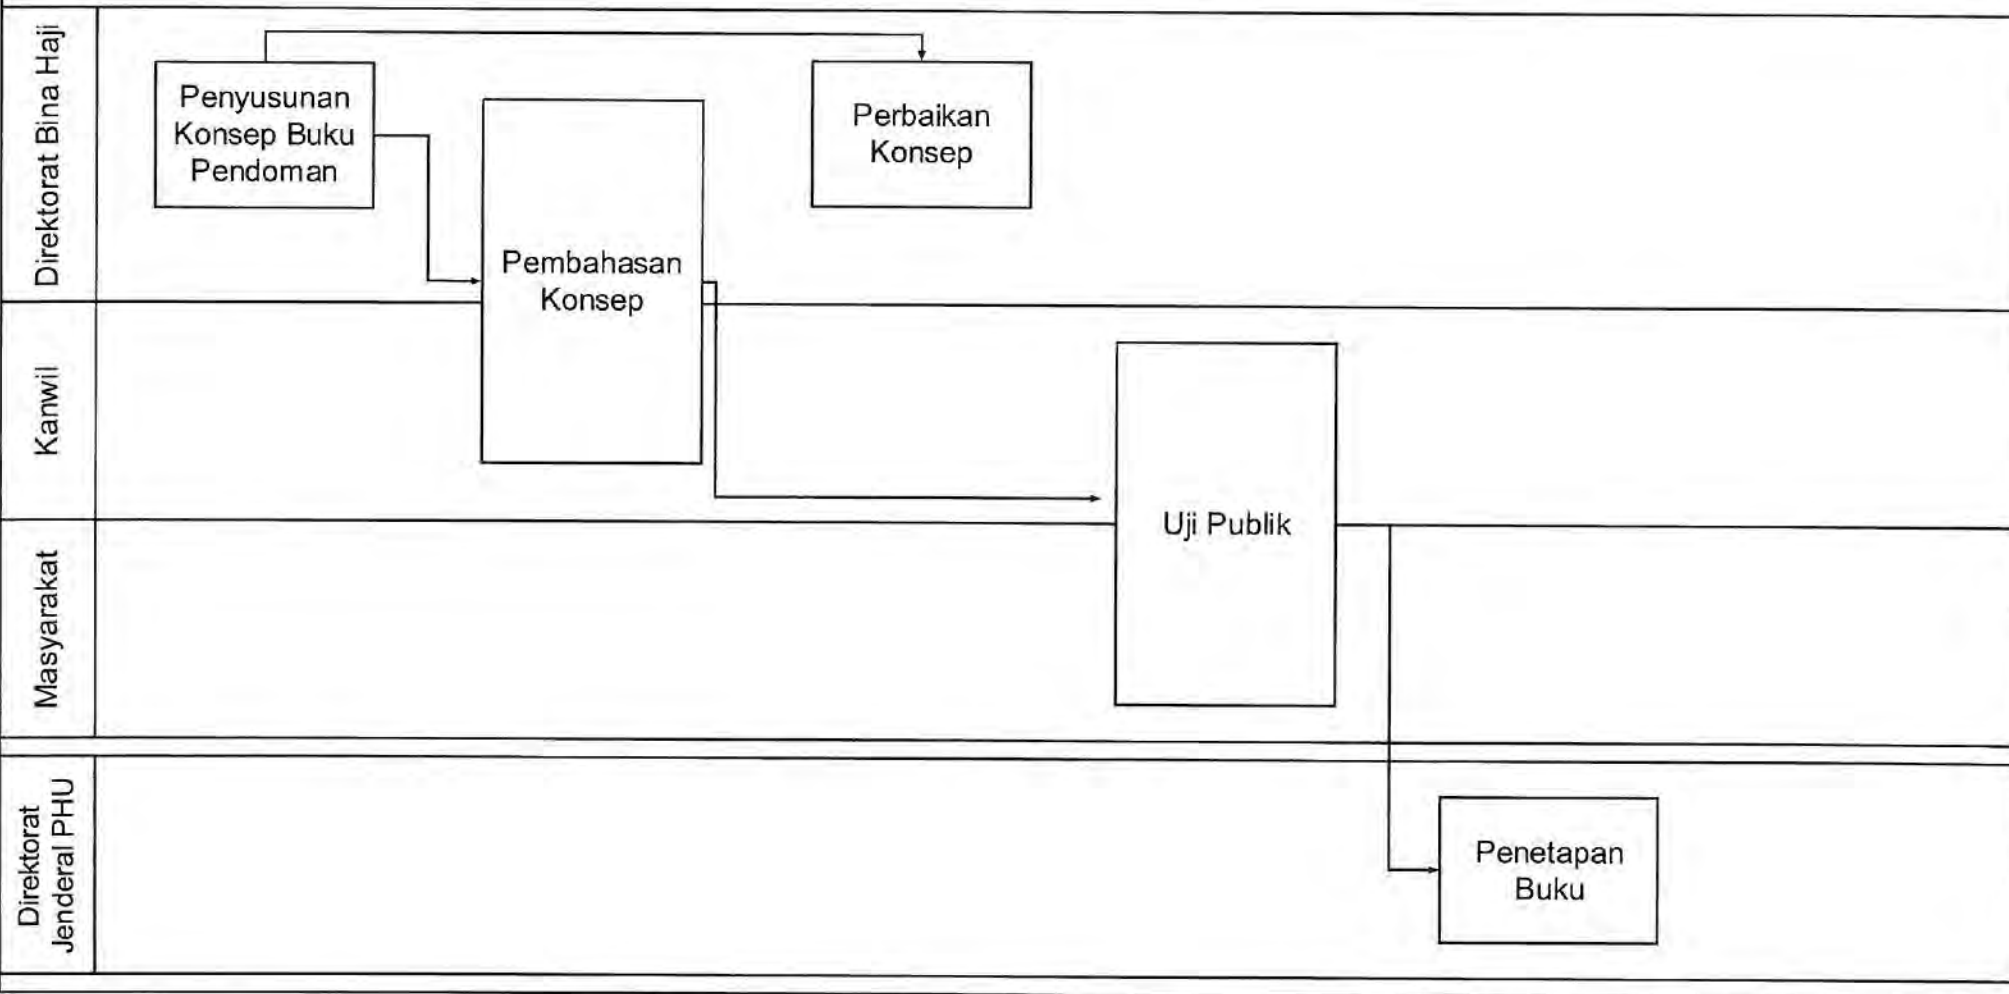 Direktorat Bina Haji
Penyusunan
Konsep Buku
Pendoman
Pembahasan
Konsep
Perbaikan
Konsep
Kanwil
Uji Publik
Masyarakat
Direktorat
Jenderal PHU
Penetapan
Buku